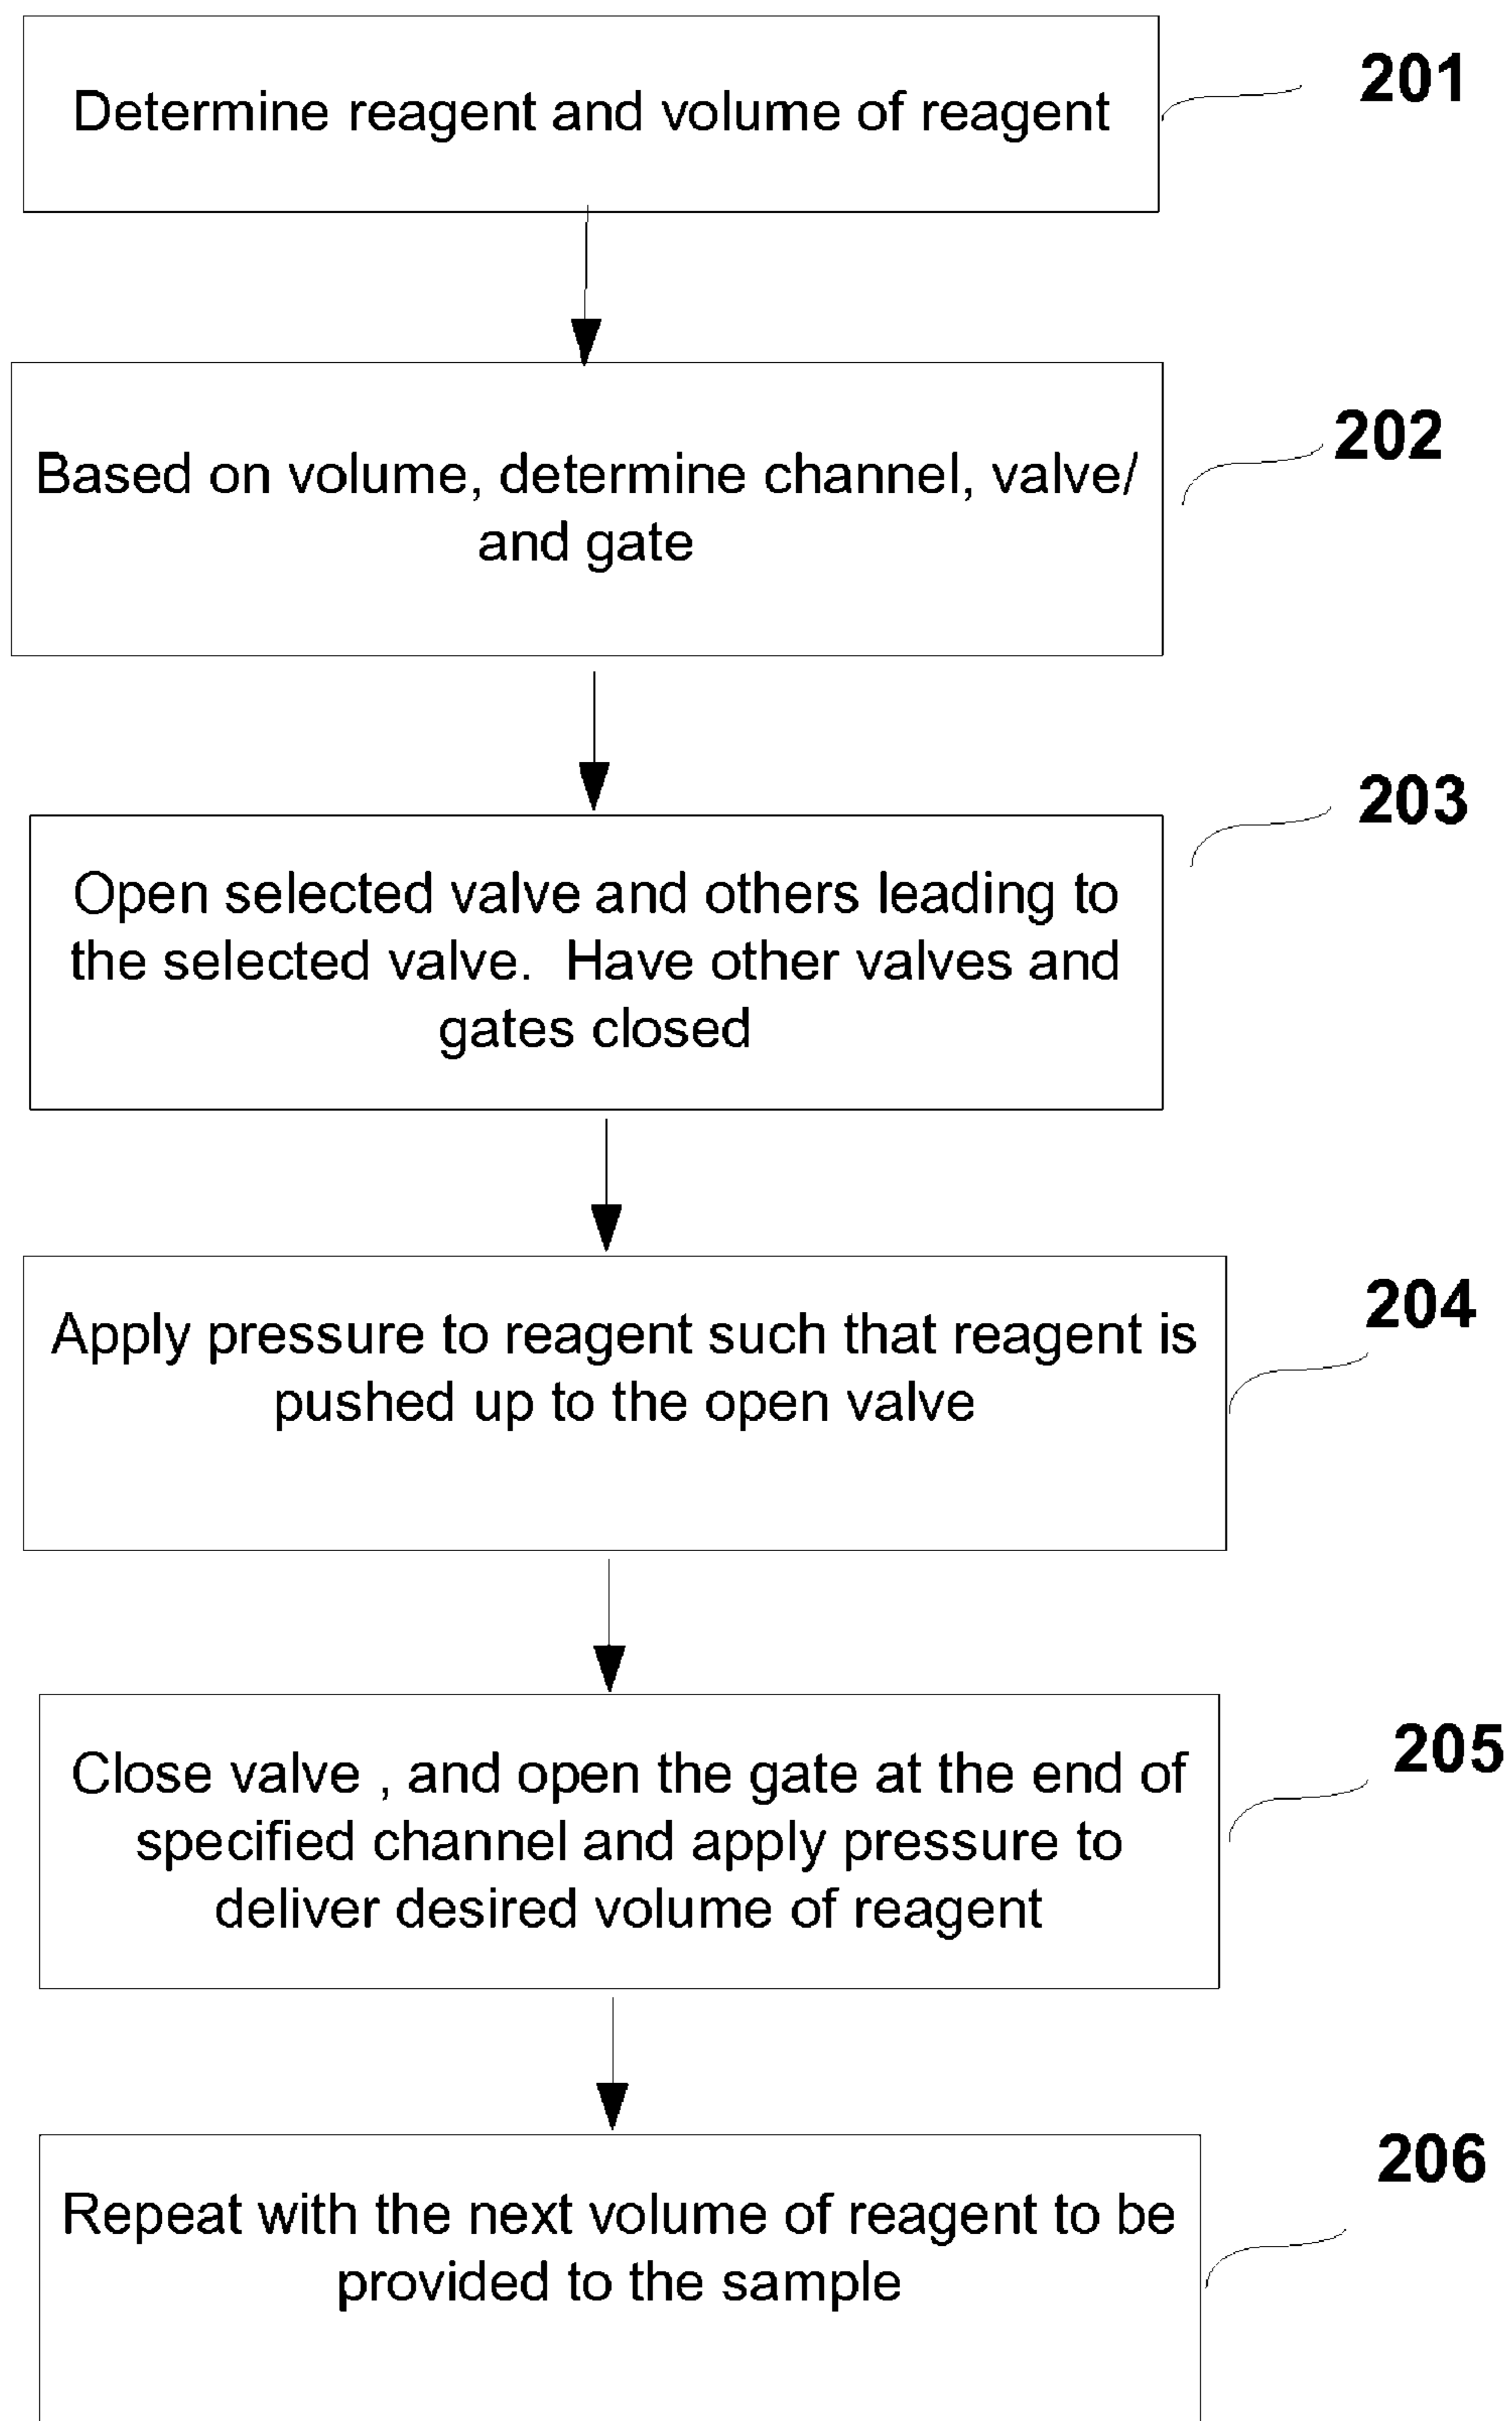 Determine reagent and volume of reagent
201
Based on volume, determine channel, valve/
and gate
202
Open selected valve and others leading to
the selected valve.  Have other valves and
gates closed
203
Apply pressure to reagent such that reagent is
pushed up to the open valve
204
Close valve , and open the gate at the end of
specified channel and apply pressure to
deliver desired volume of reagent
205
Repeat with the next volume of reagent to be
provided to the sample
206